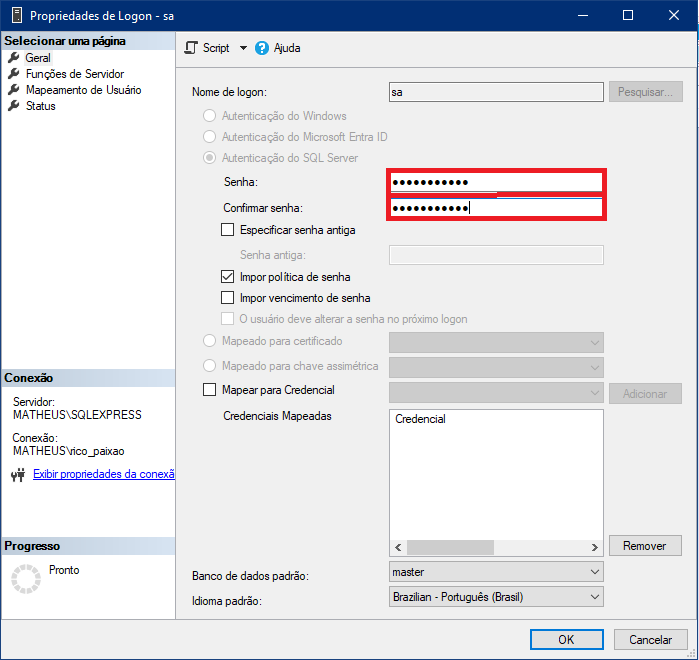 Propriedades de Logon - sa
Selecionar uma página
Geral
Funções de Servidor
Mapeamento de Usuário
Status
Conexão
Servidor:
MATHEUS\SQLEXPRESS
Conexão:
MATHEUS\rico_paixao
Exibir propriedades da conexã
Progresso
Pronto
Script
Ajuda
Nome de logon:
sa
Pesquisar...
Autenticação do Windows
Autenticação do Microsoft Entra ID
Autenticação do SQL Server
Senha:
●●●●●●●●●●●
Confirmar senha:
●●●●●●●●●●●
Especificar senha antiga
Senha antiga:
Impor política de senha
Impor vencimento de senha
O usuário deve alterar a senha no próximo logon
Mapeado para certificado
Mapeado para chave assimétrica
Mapear para Credencial
Adicionar
Credenciais Mapeadas
Credencial
Remover
Banco de dados padrão:
master
Idioma padrão:
Brazilian - Português (Brasil)
OK
Cancelar